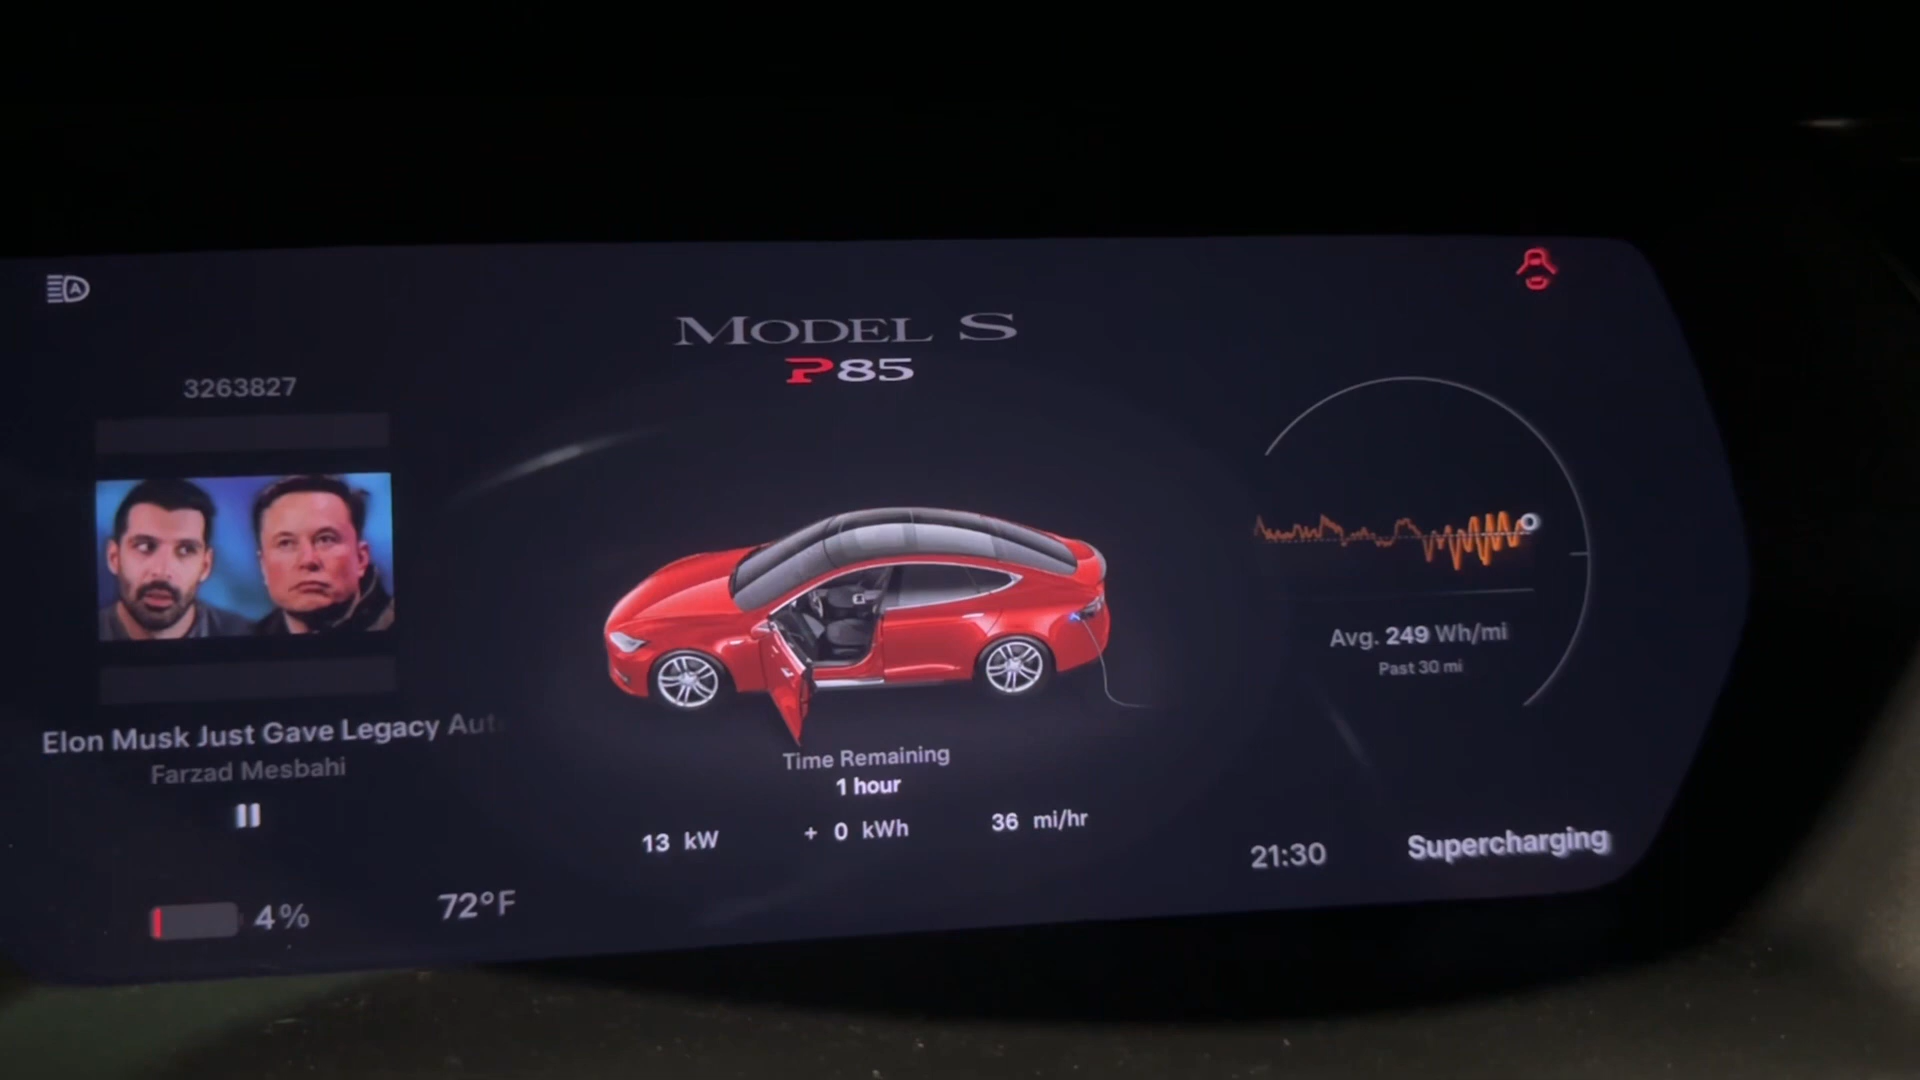 A
MODEL S
P85
3263827
Elon Musk Just Gave Legacy Aut
Farzad Mesbahi
Time Remaining
1 hour
13 kW + 0 kWh 36 mi/hr
Avg. 249 Wh/mi
Past 30 mi
21:30 Supercharging
4% 72°F